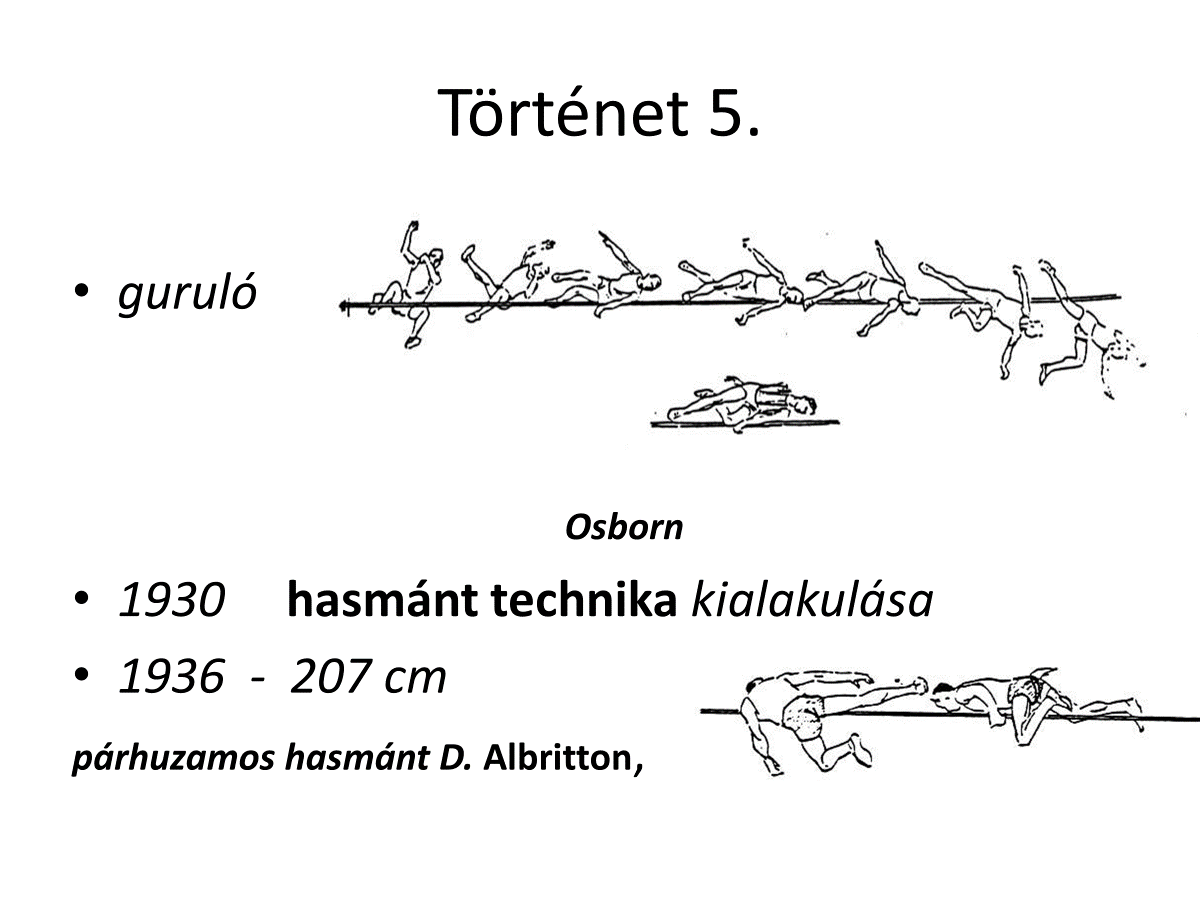 Történet 5.
• guruló
Osborn
• 1930 hasmánt technika kialakulása
• 1936 - 207 cm
párhuzamos hasmánt D. Albritton,